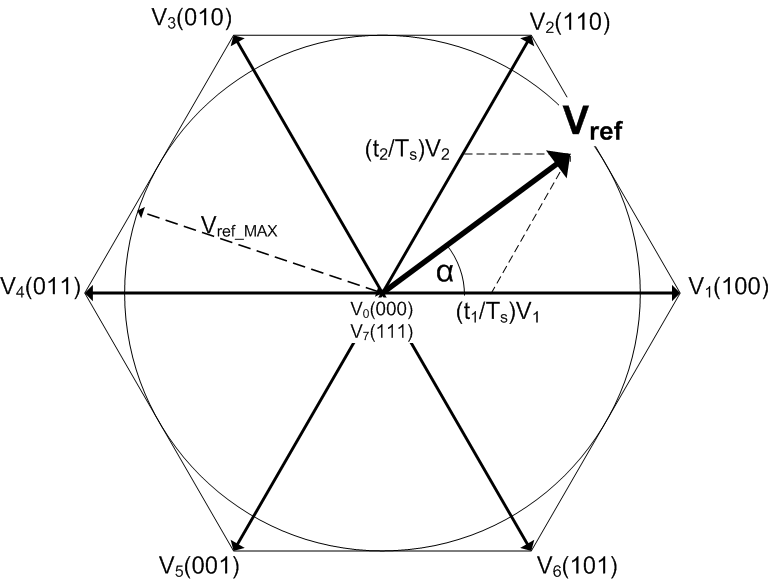 V3(010)
V2(110)
Vref
(t2/Ts)V2
Vref_MAX
α
V4(011)
V1(100)
V0(000)
(t1/Ts)V1
V7(111)
V5(001)
V6(101)